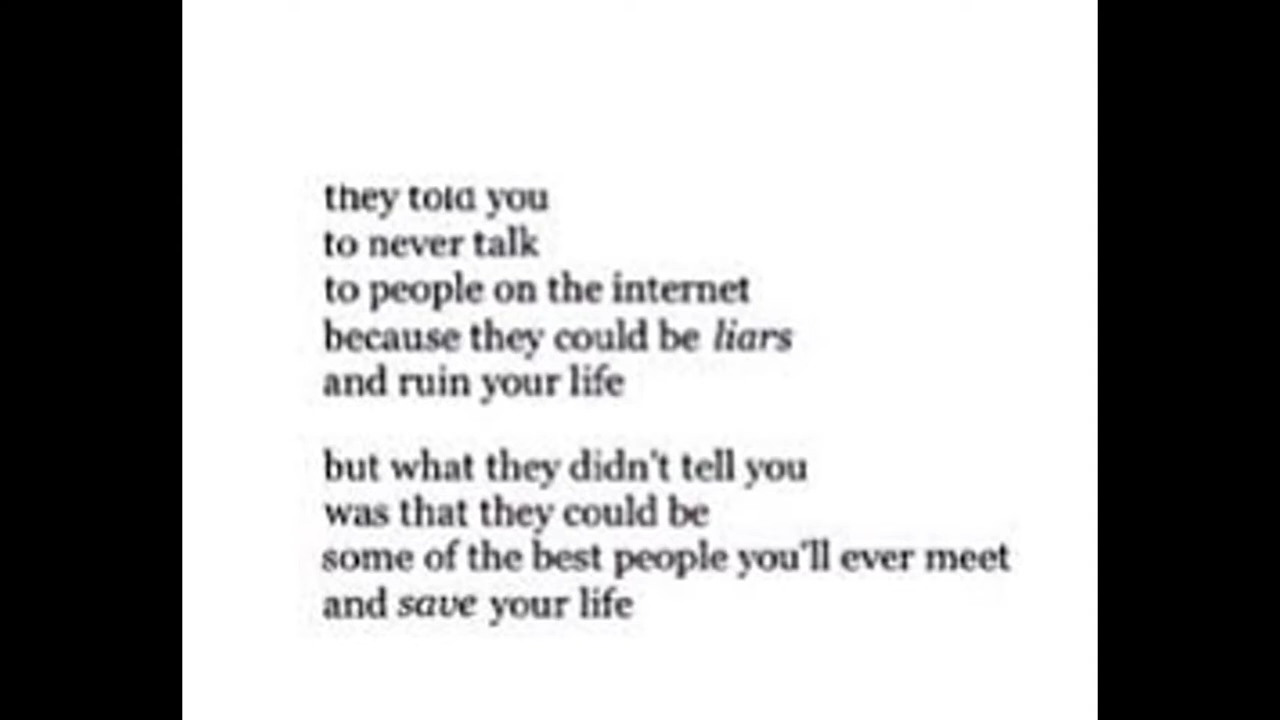 they told you
to never talk
to people on the internet
because they could be liars
and ruin your life
but what they didn't tell you
was that they could be
some of the best people you'll ever meet
and save your life